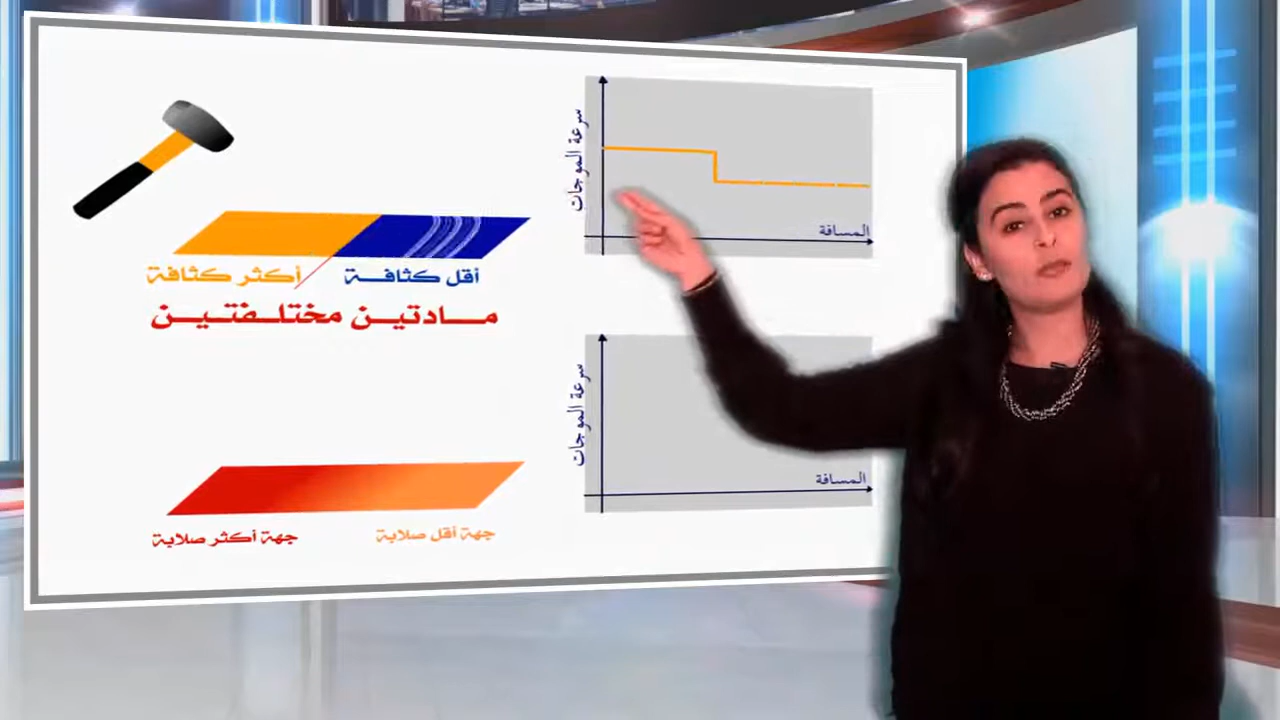 سرعة الموجات
المسافة
أكثر كثافة
أقل كثافة
مادتين مختلفتين
سرعة الموجات
المسافة
جهة أكثر صلابة
جهة أقل صلابة